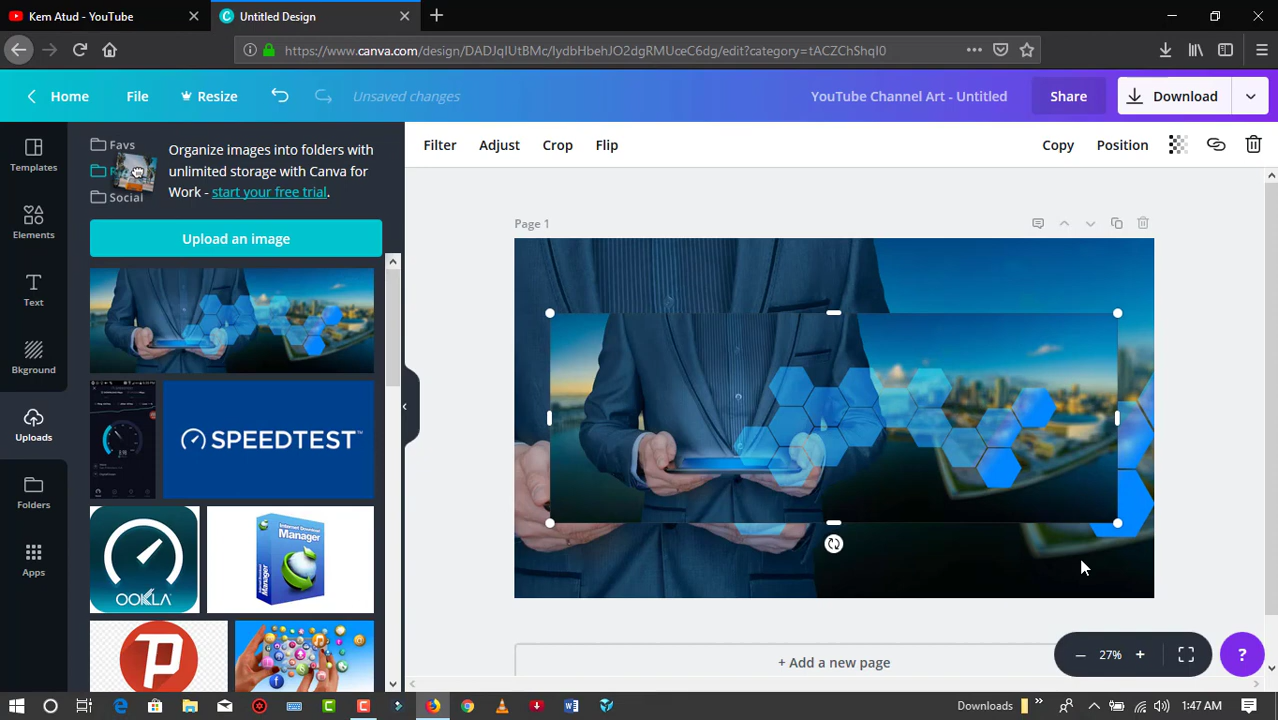 Kem Atud - YouTube
Untitled Design
https://www.canva.com/design/DADJqIUtBMc/lydbHbehJO2dgRMUceC6dg/edit?category=tACZChShqI0
Home
File
Resize
Unsaved changes
YouTube Channel Art - Untitled
Share
Download
Templates
Elements
Text
Bkground
Uploads
Folders
Apps
Favs
Social
Organize images into folders with
unlimited storage with Canva for
Work - start your free trial.
Upload an image
SPEEDTEST™
OOKLA
Internet Download
Manager
Filter
Adjust
Crop
Flip
Copy
Position
Page 1
+ Add a new page
27%
?
Downloads
1:47 AM